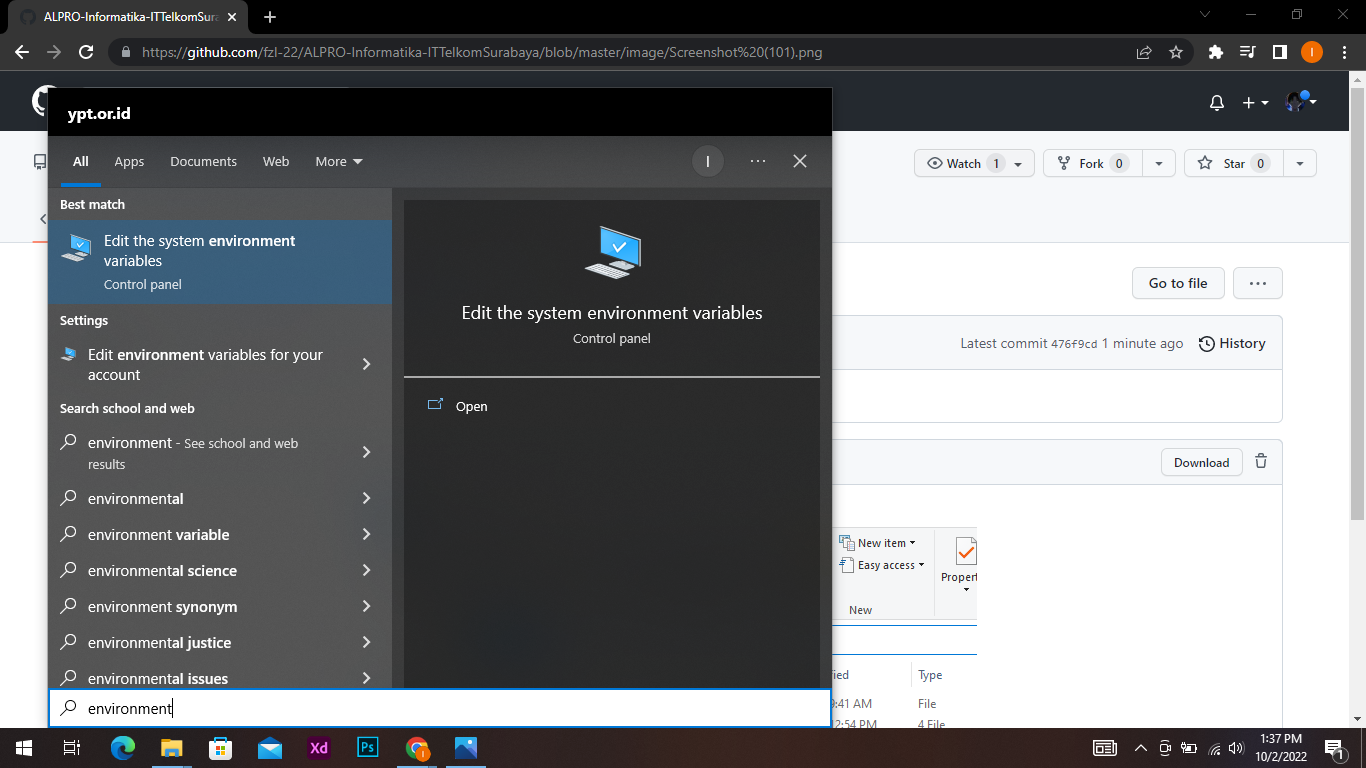 ALPRO-Informatika-ITTelkomSura
https://github.com/fzl-22/ALPRO-Informatika-ITTelkomSurabaya/blob/master/image/Screenshot%20(101).png
I
ypt.or.id
All Apps Documents Web More
I
Best match
Edit the system environment
variables
Control panel
Settings
Edit environment variables for your
account
Search school and web
environment - See school and web
results
environmental
environment variable
environmental science
environment synonym
environmental justice
environmental issues
environment
Edit the system environment variables
Control panel
Open
Watch 1
Fork 0
Star 0
Go to file
Latest commit 476f9cd 1 minute ago
History
Download
New item
Easy access
New
Propert
ied
Type
9:41 AM
File
12:54 PM
4 File
Xd
Ps
I
1:37 PM
10/2/2022
1